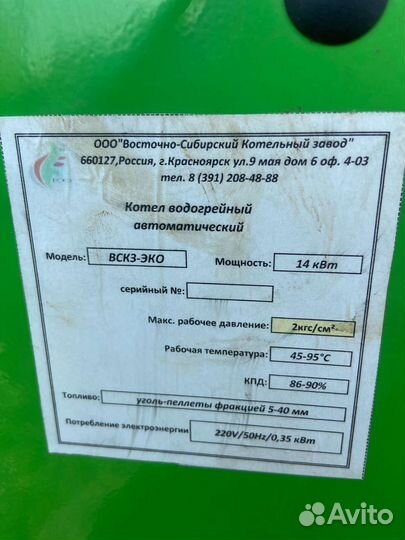 ООО"Восточно-Сибирский Котельный завод"
660127,Россия, г.Красноярск ул.9 мая дом 6 оф. 4-03
тел. 8 (391) 208-48-88
Котел водогрейный
автоматический
Модель: ВСКЗ-ЭКО Мощность: 14 кВт
серийный №:
Макс. рабочее давление: 2кгс/см²
Рабочая температура: 45-95°С
КПД: 86-90%
Топливо: уголь-пеллеты фракцией 5-40 мм
Потребление электроэнергии 220V/50Hz/0,35 кВт
Avito